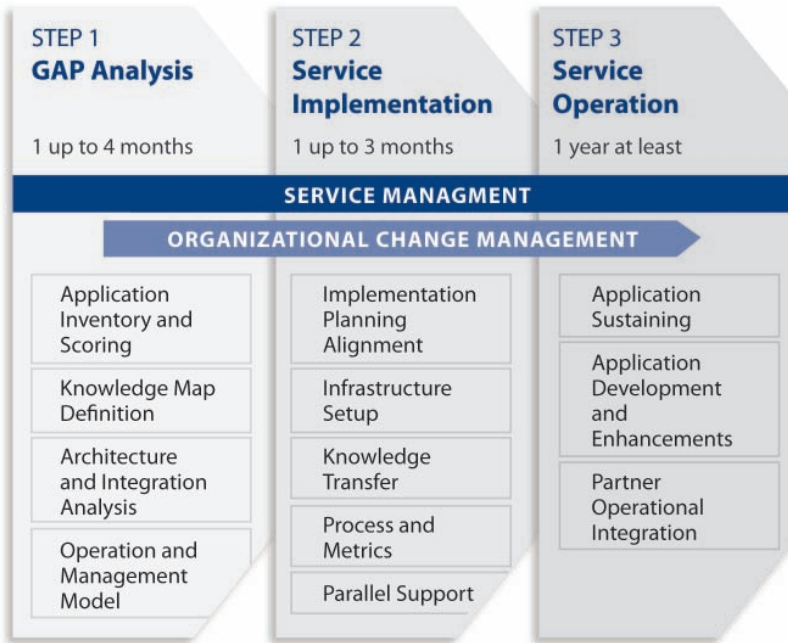 STEP 1
GAP Analysis
1 up to 4 months
STEP 2
Service
Implementation
1 up to 3 months
STEP 3
Service
Operation
1 year at least
SERVICE MANAGMENT
ORGANIZATIONAL CHANGE MANAGEMENT
Application
Inventory and
Scoring
Knowledge Map
Definition
Architecture
and Integration
Analysis
Operation and
Management
Model
Implementation
Planning
Alignment
Infrastructure
Setup
Knowledge
Transfer
Process and
Metrics
Parallel Support
Application
Sustaining
Application
Development
and
Enhancements
Partner
Operational
Integration